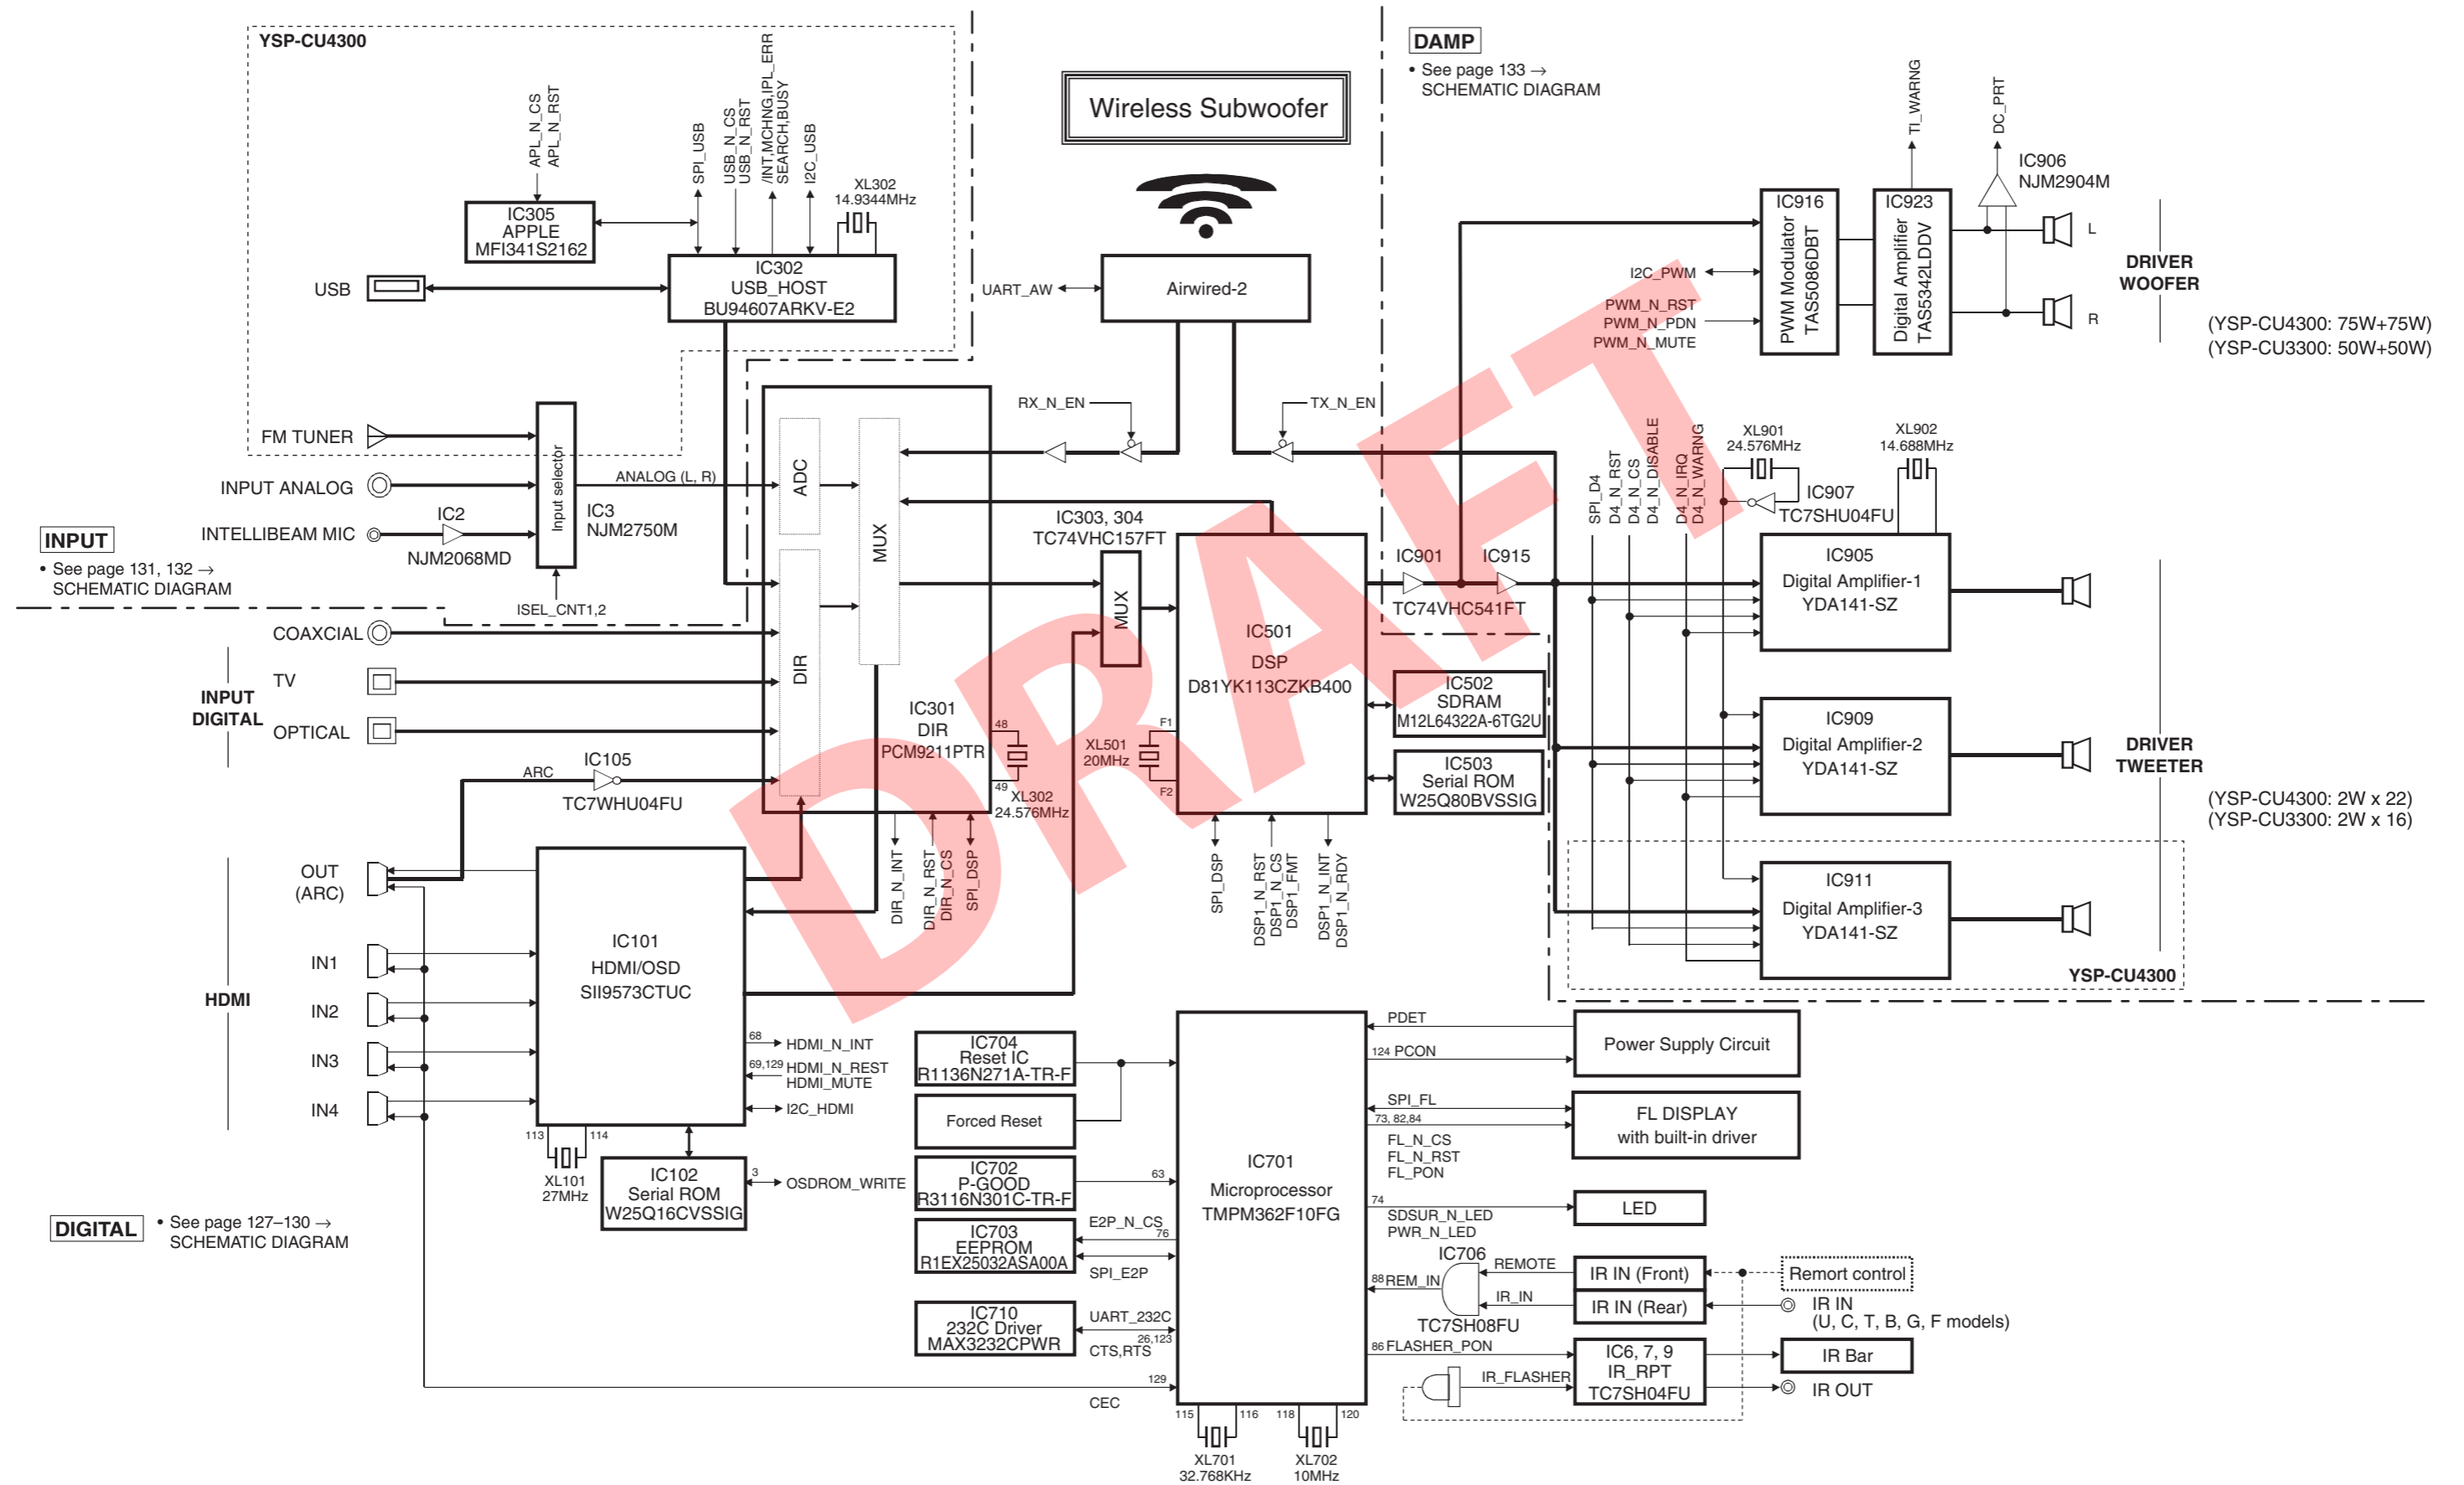 YSP-CU4300
APL_N_CS
APL_N_RST
SPI_USB
USB_N_CS
USB_N_RST
/INT,MCHNG,IPL_ERR
SEARCH,BUSY
I2C_USB
XL302
14.9344MHz
IC305
APPLE
MFI341S2162
USB
IC302
USB_HOST
BU94607ARKV-E2
FM TUNER
INPUT ANALOG
INTELLIBEAM MIC
IC2
NJM2068MD
Input selector
IC3
NJM2750M
ANALOG (L, R)
ISEL_CNT1,2
INPUT
• See page 131, 132 →
SCHEMATIC DIAGRAM
Wireless Subwoofer
UART_AW
Airwired-2
RX_N_EN
TX_N_EN
DAMP
• See page 133 →
SCHEMATIC DIAGRAM
TI_WARNG
DC_PRT
IC906
NJM2904M
IC916
PWM Modulator
TAS5086DBT
IC923
Digital Amplifier
TAS5342LDDV
L
R
I2C_PWM
PWM_N_RST
PWM_N_PDN
PWM_N_MUTE
DRIVER
WOOFER
(YSP-CU4300: 75W+75W)
(YSP-CU3300: 50W+50W)
INPUT
DIGITAL
COAXCIAL
TV
OPTICAL
ARC
IC105
TC7WHU04FU
ADC
DIR
MUX
IC301
DIR
PCM9211PTR
48
49
XL302
24.576MHz
DIR_N_INT
DIR_N_RST
DIR_N_CS
SPI_DSP
IC303, 304
TC74VHC157FT
MUX
IC501
DSP
D81YK113CZKB400
F1
F2
XL501
20MHz
SPI_DSP
DSP1_N_RST
DSP1_N_CS
DSP1_FMT
DSP1_N_INT
DSP1_N_RDY
IC901
IC915
TC74VHC541FT
IC502
SDRAM
M12L64322A-6TG2U
IC503
Serial ROM
W25Q80BVSSIG
SPI_D4
D4_N_RST
D4_N_CS
D4_N_DISABLE
D4_N_IRQ
D4_N_WARNG
XL901
24.576MHz
IC907
TC7SHU04FU
XL902
14.688MHz
IC905
Digital Amplifier-1
YDA141-SZ
IC909
Digital Amplifier-2
YDA141-SZ
IC911
Digital Amplifier-3
YDA141-SZ
YSP-CU4300
DRIVER
TWEETER
(YSP-CU4300: 2W x 22)
(YSP-CU3300: 2W x 16)
HDMI
OUT
(ARC)
IN1
IN2
IN3
IN4
IC101
HDMI/OSD
SII9573CTUC
68
HDMI_N_INT
69,129
HDMI_N_REST
HDMI_MUTE
I2C_HDMI
113
114
XL101
27MHz
IC102
Serial ROM
W25Q16CVSSIG
3
OSDROM_WRITE
DIGITAL
• See page 127–130 →
SCHEMATIC DIAGRAM
IC704
Reset IC
R1136N271A-TR-F
Forced Reset
IC702
P-GOOD
R3116N301C-TR-F
63
IC703
EEPROM
R1EX25032ASA00A
E2P_N_CS
76
SPI_E2P
IC710
232C Driver
MAX3232CPWR
UART_232C
26,123
CTS,RTS
129
CEC
IC701
Microprocessor
TMPM362F10FG
115
116
118
120
XL701
32.768KHz
XL702
10MHz
PDET
124 PCON
Power Supply Circuit
SPI_FL
73, 82,84
FL_N_CS
FL_N_RST
FL_PON
FL DISPLAY
with built-in driver
74
SDSUR_N_LED
PWR_N_LED
LED
IC706
88 REM_IN
TC7SH08FU
REMOTE
IR_IN
IR IN (Front)
IR IN (Rear)
Remort control
IR IN
(U, C, T, B, G, F models)
86 FLASHER_PON
IR_FLASHER
IC6, 7, 9
IR_RPT
TC7SH04FU
IR Bar
IR OUT
DRAFT